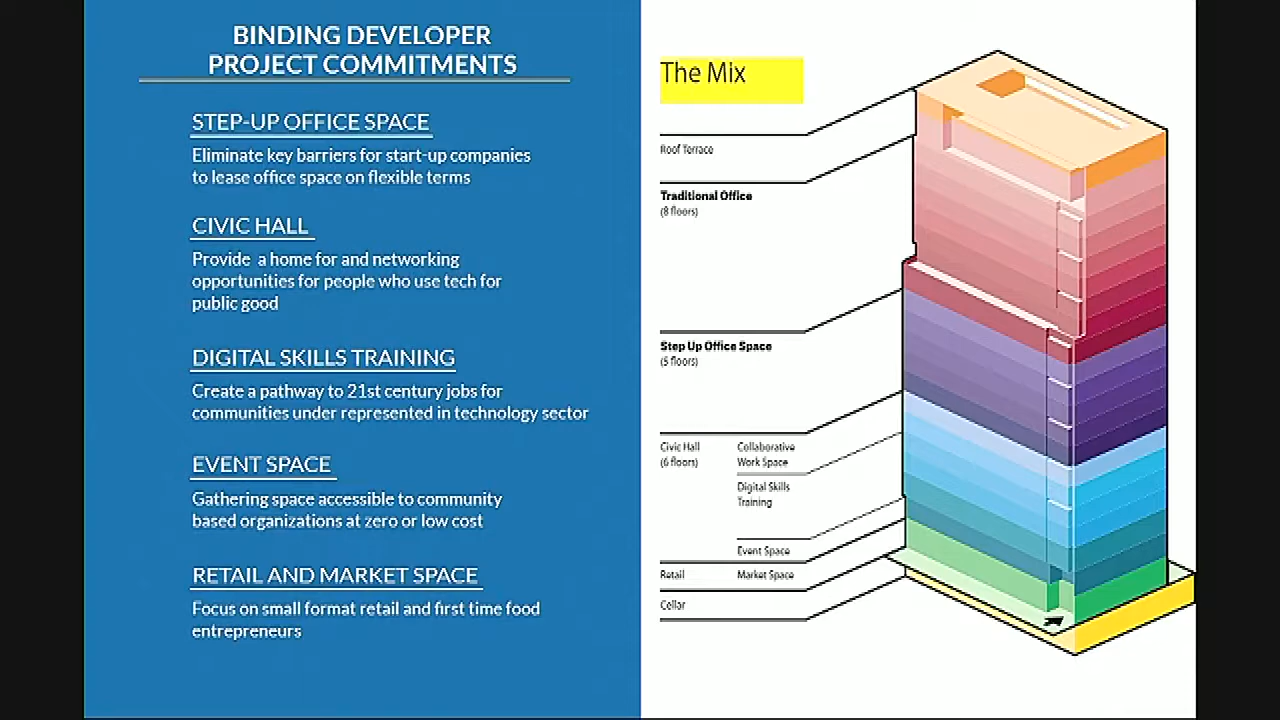 BINDING DEVELOPER
PROJECT COMMITMENTS
STEP-UP OFFICE SPACE
Eliminate key barriers for start-up companies
to lease office space on flexible terms
CIVIC HALL
Provide a home for and networking
opportunities for people who use tech for
public good
DIGITAL SKILLS TRAINING
Create a pathway to 21st century jobs for
communities under represented in technology sector
EVENT SPACE
Gathering space accessible to community
based organizations at zero or low cost
RETAIL AND MARKET SPACE
Focus on small format retail and first time food
entrepreneurs
The Mix
Roof Terrace
Traditional Office
(8 floors)
Step Up Office Space
(5 floors)
Civic Hall
(6 floors)
Collaborative
Work Space
Digital Skills
Training
Event Space
Retail
Market Space
Cellar